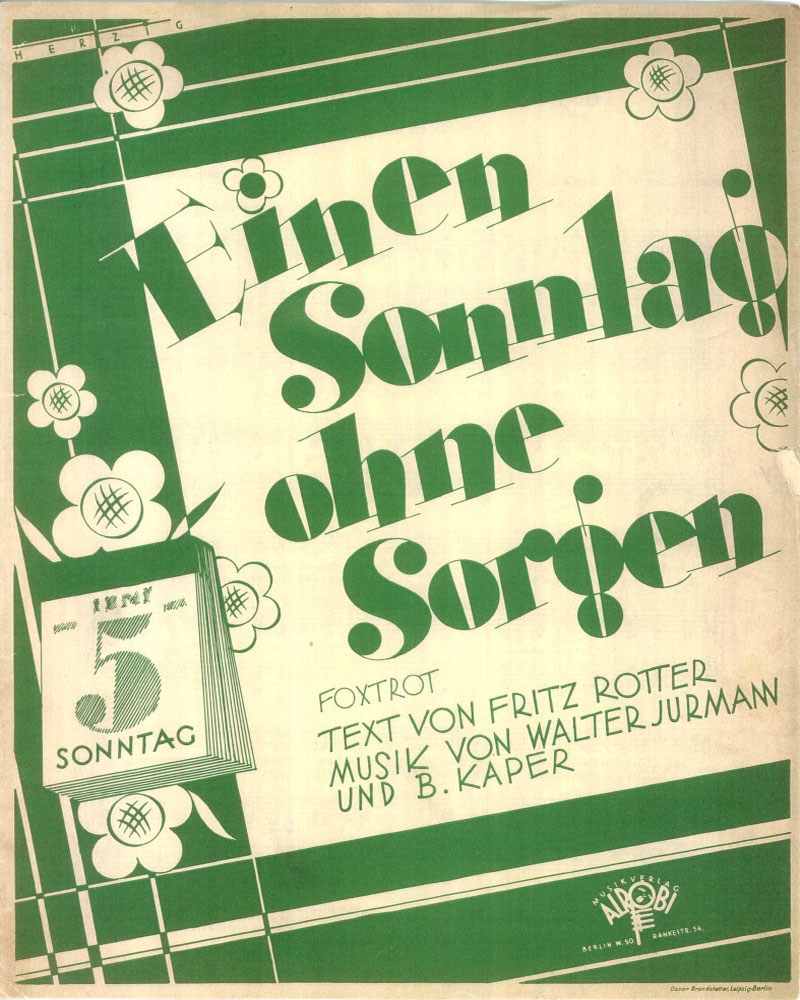 HERZIG
Einen
Sonntag
ohne
Sorgen
5
SONNTAG
FOXTROT
TEXT VON FRITZ ROTTER
MUSIK VON WALTER JURMANN
UND B. KAPER
MUSIKVERLAG
ALROBI
BERLIN W. 50 RANKESTR. 34.
Oscar Brandstetter, Leipzig-Berlin